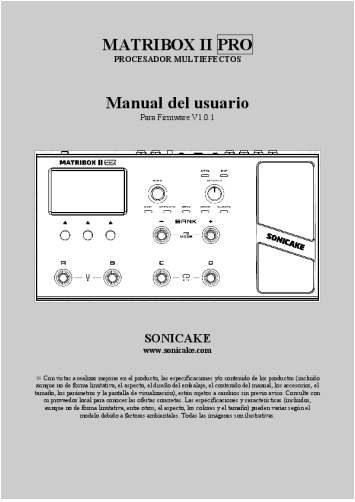 MATRIBOX II PRO
PROCESADOR MULTIEFECTOS
Manual del usuario
Para Firmware V1.0.1
MATRIBOX II PRO
BANK
MODE
SONICAKE
A B C D
SONICAKE
www.sonicake.com
※ Con vistas a realizar mejoras en el producto, las especificaciones y/o contenido de los productos (incluido
aunque no de forma limitativa, el aspecto, el diseño del embalaje, el contenido del manual, los accesorios, el
tamaño, los parámetros y la pantalla de visualización), están sujetos a cambios sin previo aviso. Consulte con
su proveedor local para conocer las ofertas concretas. Las especificaciones y características (incluidos,
aunque no de forma limitativa, entre otros, el aspecto, los colores y el tamaño) pueden varias según el
modelo debido a factores ambientales. Todas las imágenes son ilustrativas.